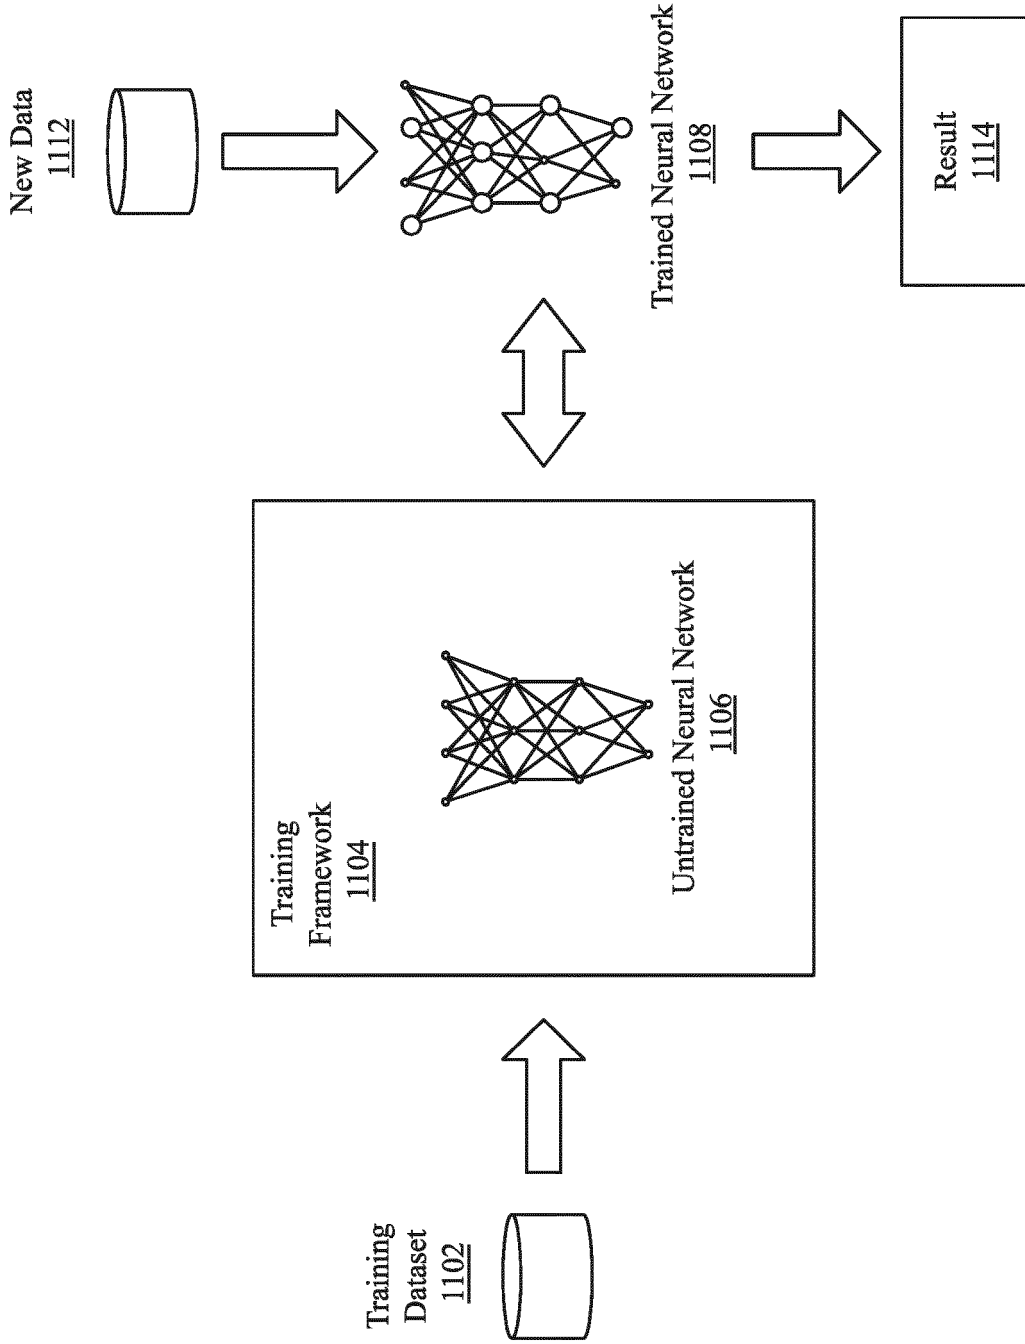 Training
Dataset
1102
Training
Framework
1104
Untrained Neural Network
1106
New Data
1112
Trained Neural Network
1108
Result
1114